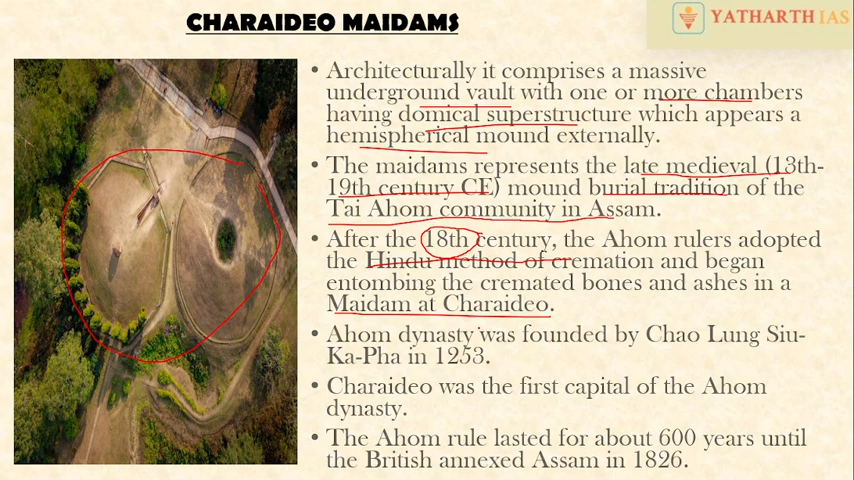 CHARAIDEO MAIDAMS
YATHARTH IAS
• Architecturally it comprises a massive
underground vault with one or more chambers
having domical superstructure which appears a
hemispherical mound externally.
• The maidams represents the late medieval (13th-
19th century CE) mound burial tradition of the
Tai Ahom community in Assam.
• After the 18th century, the Ahom rulers adopted
the Hindu method of cremation and began
entombing the cremated bones and ashes in a
Maidam at Charaideo.
• Ahom dynasty was founded by Chao Lung Siu-
Ka-Pha in 1253.
• Charaideo was the first capital of the Ahom
dynasty.
• The Ahom rule lasted for about 600 years until
the British annexed Assam in 1826.